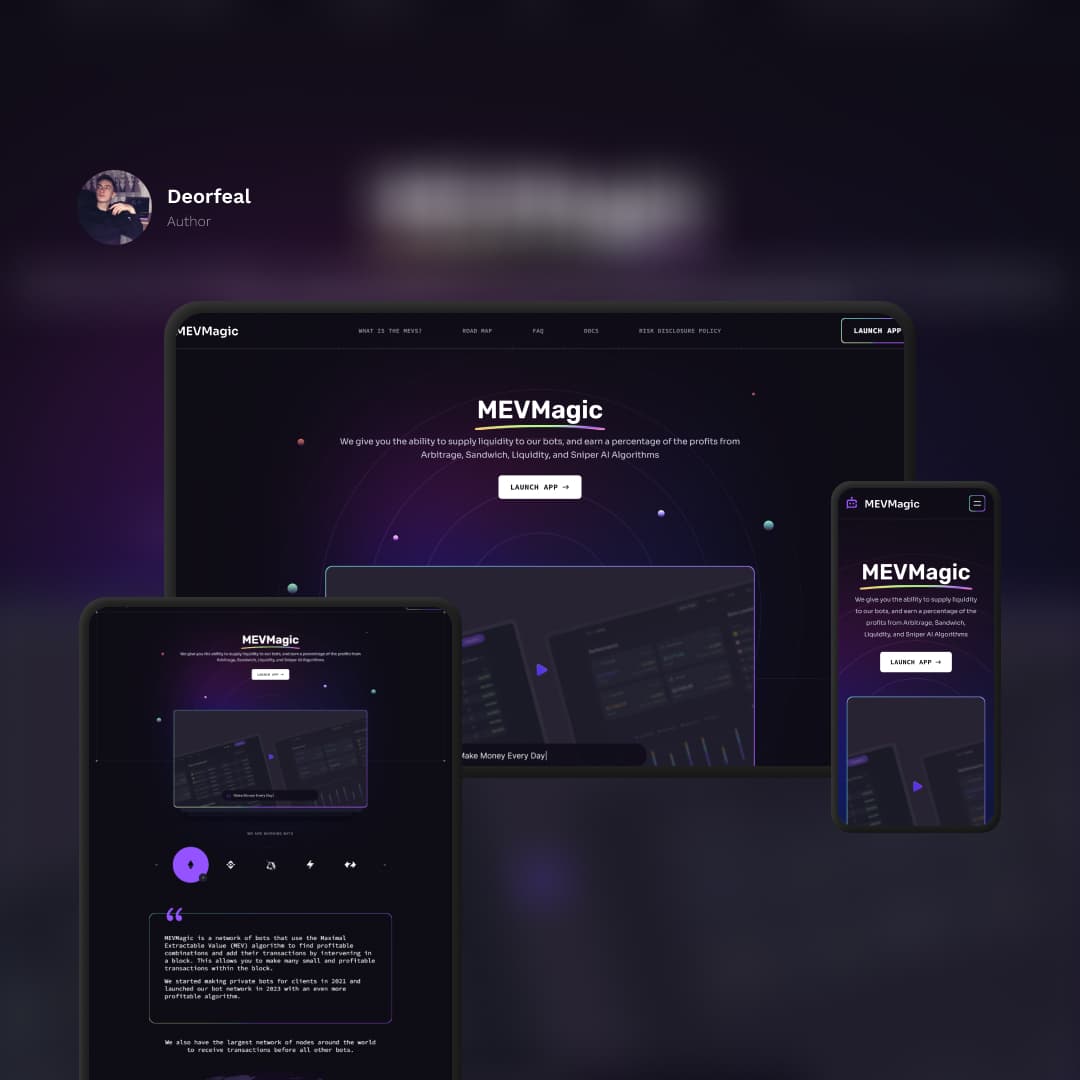 Deorfeal
Author
MEVMagic
WHAT IS THE MEVS?
ROAD MAP
FAQ
DOCS
RISK DISCLOSURE POLICY
LAUNCH APP
MEVMagic
We give you the ability to supply liquidity to our bots, and earn a percentage of the profits from
Arbitrage, Sandwich, Liquidity, and Sniper AI Algorithms
LAUNCH APP →
Make Money Every Day|
MEVMagic
MEVMagic
We give you the ability to supply liquidity
to our bots, and earn a percentage of the
profits from Arbitrage, Sandwich,
Liquidity, and Sniper AI Algorithms
LAUNCH APP →
MEVMagic
We give you the ability to supply liquidity to our bots, and earn a percentage of the profits from
Arbitrage, Sandwich, Liquidity, and Sniper AI Algorithms
LAUNCH APP →
Make Money Every Day|
WE ARE WORKING WITH
“
MEVMagic is a network of bots that use the Maximal
Extractable Value (MEV) algorithm to find profitable
combinations and add their transactions by intervening in
a block. This allows you to make many small and profitable
transactions within the block.
We started making private bots for clients in 2021 and
launched our bot network in 2023 with an even more
profitable algorithm.
We also have the largest network of nodes around the world
to receive transactions before all other bots.